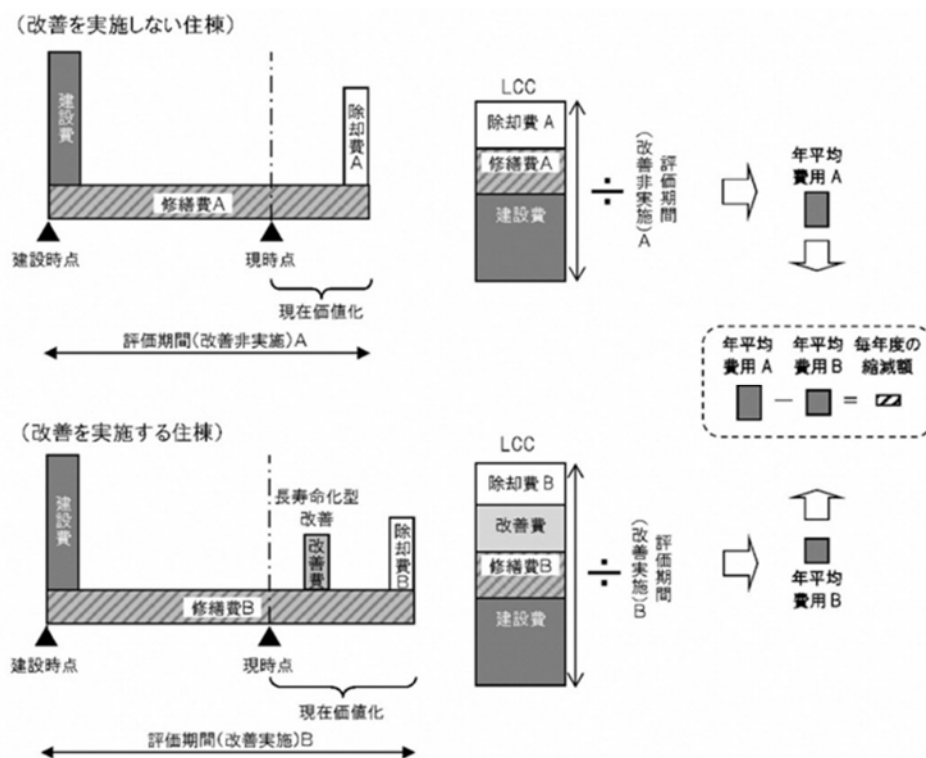 (改善を実施しない住棟)
建設費
除却費A
修繕費A
建設時点
現時点
現在価値化
評価期間(改善非実施)A
LCC
除却費 A
修繕費A
建設費
÷
評価期間
(改善非実施)A
年平均
費用 A
年平均
費用 A
年平均
費用 B
毎年度の
縮減額
― =
(改善を実施する住棟)
建設費
長寿命化型
改善
改善費
除却費B
修繕費B
建設時点
現時点
現在価値化
評価期間(改善実施)B
LCC
除却費 B
改善費
修繕費B
建設費
÷
評価期間
(改善実施)B
年平均
費用 B